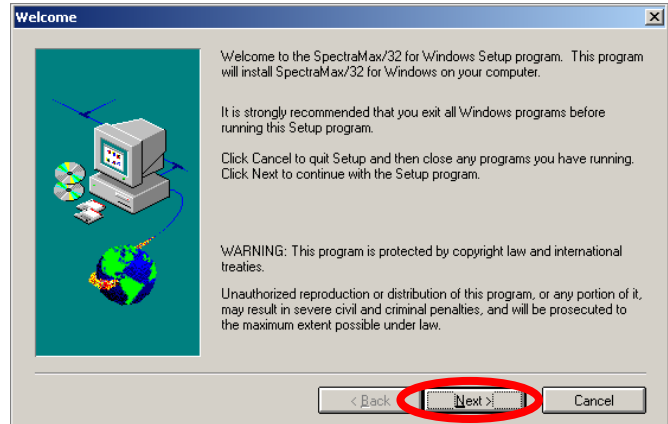 Welcome
Welcome to the SpectraMax/32 for Windows Setup program. This program
will install SpectraMax/32 for Windows on your computer.
It is strongly recommended that you exit all Windows programs before
running this Setup program.
Click Cancel to quit Setup and then close any programs you have running.
Click Next to continue with the Setup program.
WARNING: This program is protected by copyright law and international
treaties.
Unauthorized reproduction or distribution of this program, or any portion of it,
may result in severe civil and criminal penalties, and will be prosecuted to
the maximum extent possible under law.
< Back Next > Cancel